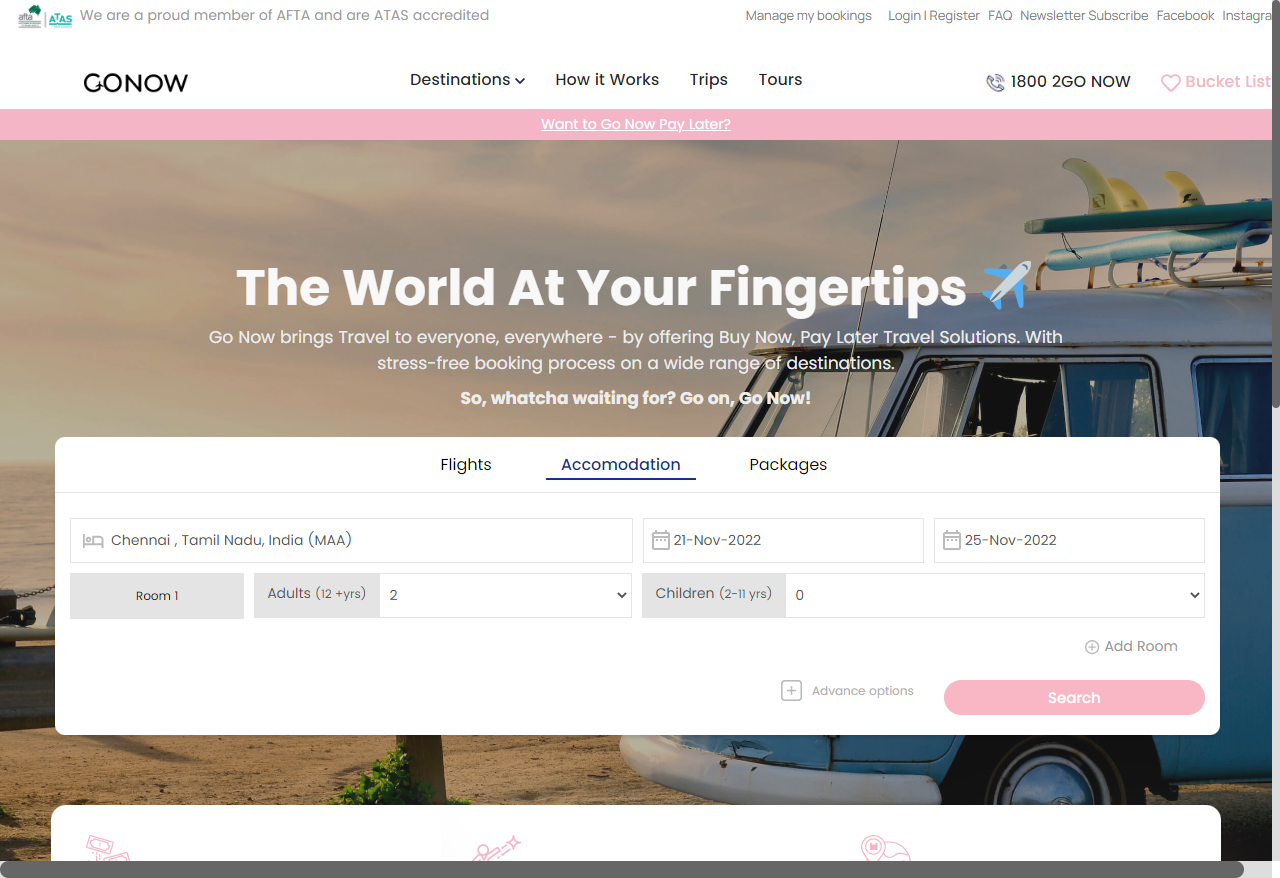 afta ATAS We are a proud member of AFTA and are ATAS accredited
Manage my bookings Login | Register FAQ Newsletter Subscribe Facebook Instagra
GONOW
Destinations How it Works Trips Tours
1800 2GO NOW Bucket List
Want to Go Now Pay Later?
The World At Your Fingertips
Go Now brings Travel to everyone, everywhere - by offering Buy Now, Pay Later Travel Solutions. With
stress-free booking process on a wide range of destinations.
So, whatcha waiting for? Go on, Go Now!
Flights Accomodation Packages
Chennai , Tamil Nadu, India (MAA) 21-Nov-2022 25-Nov-2022
Room 1 Adults (12 +yrs) 2 Children (2-11 yrs) 0
Add Room
Advance options Search